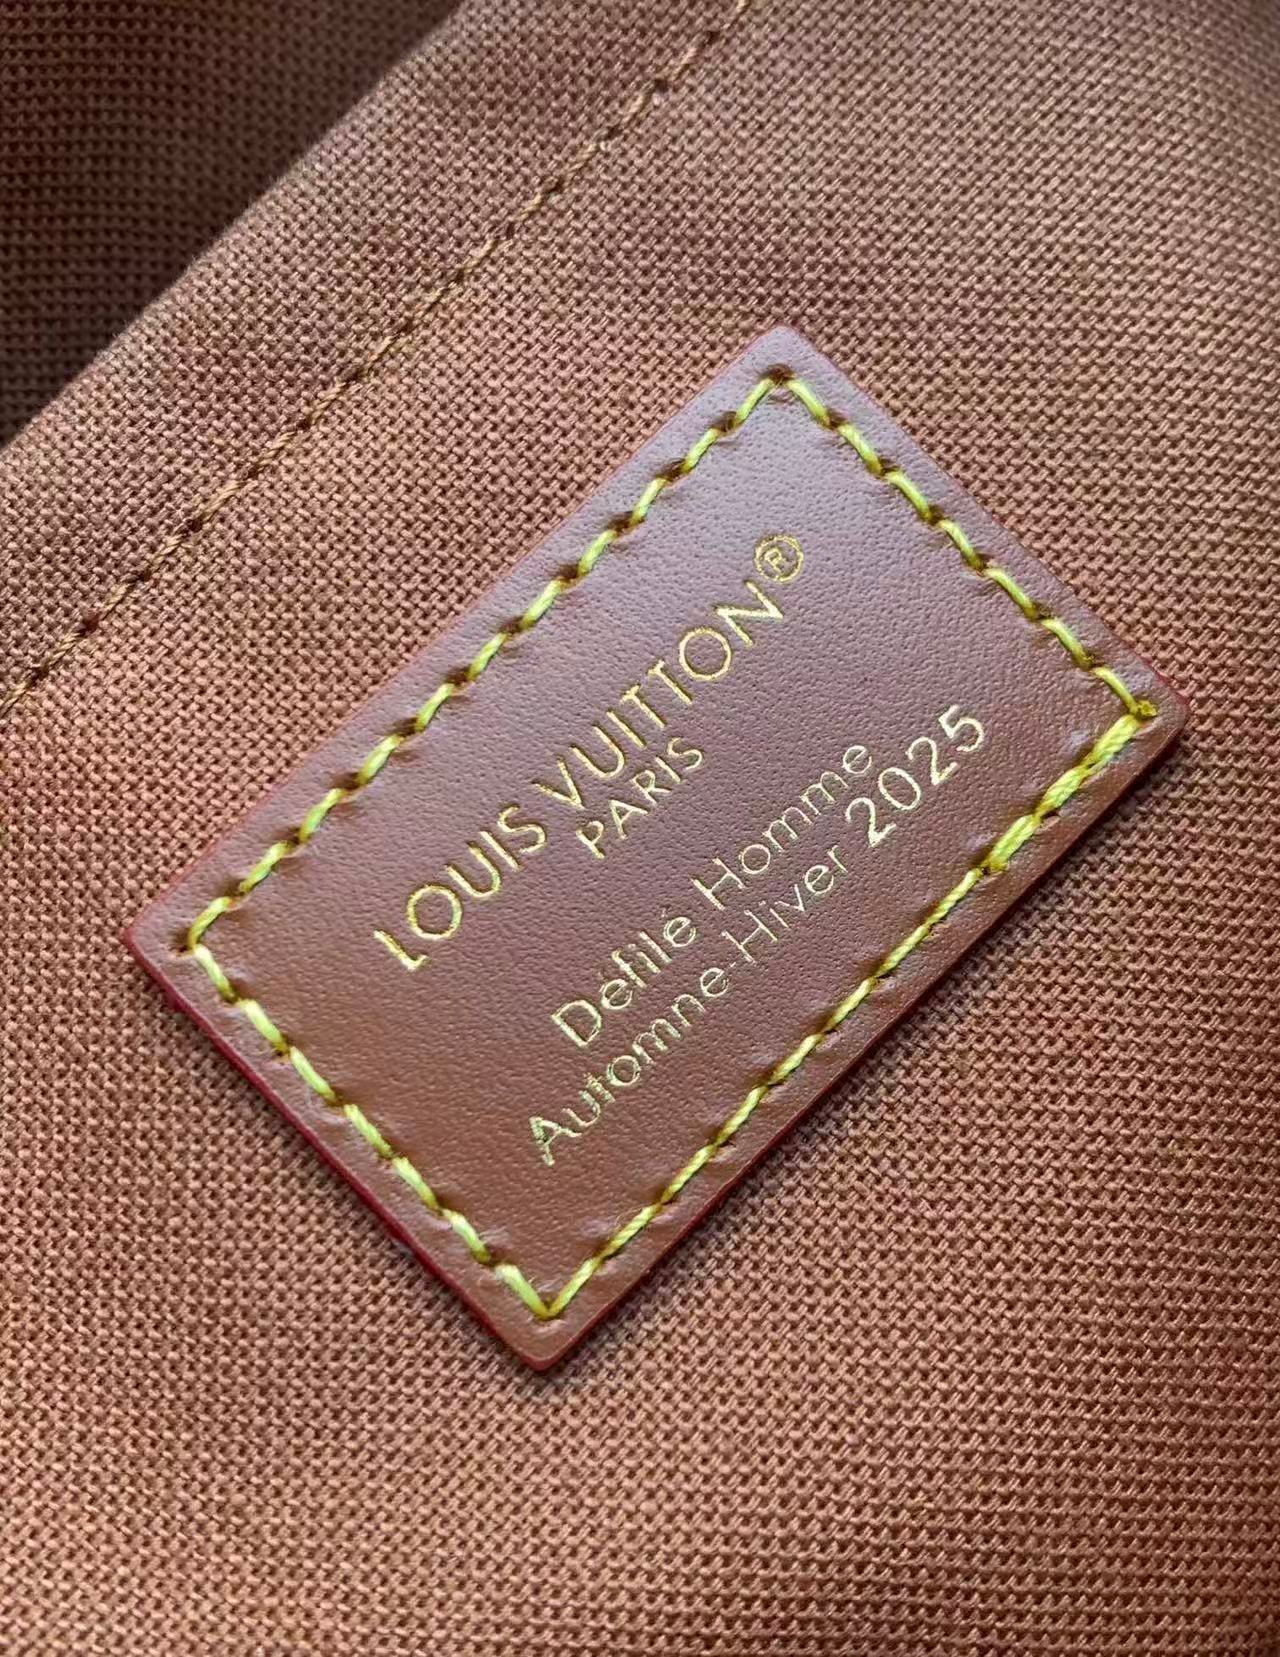 LOUIS VUITTON®
PARIS
Défilé Homme
Automne-Hiver 2025